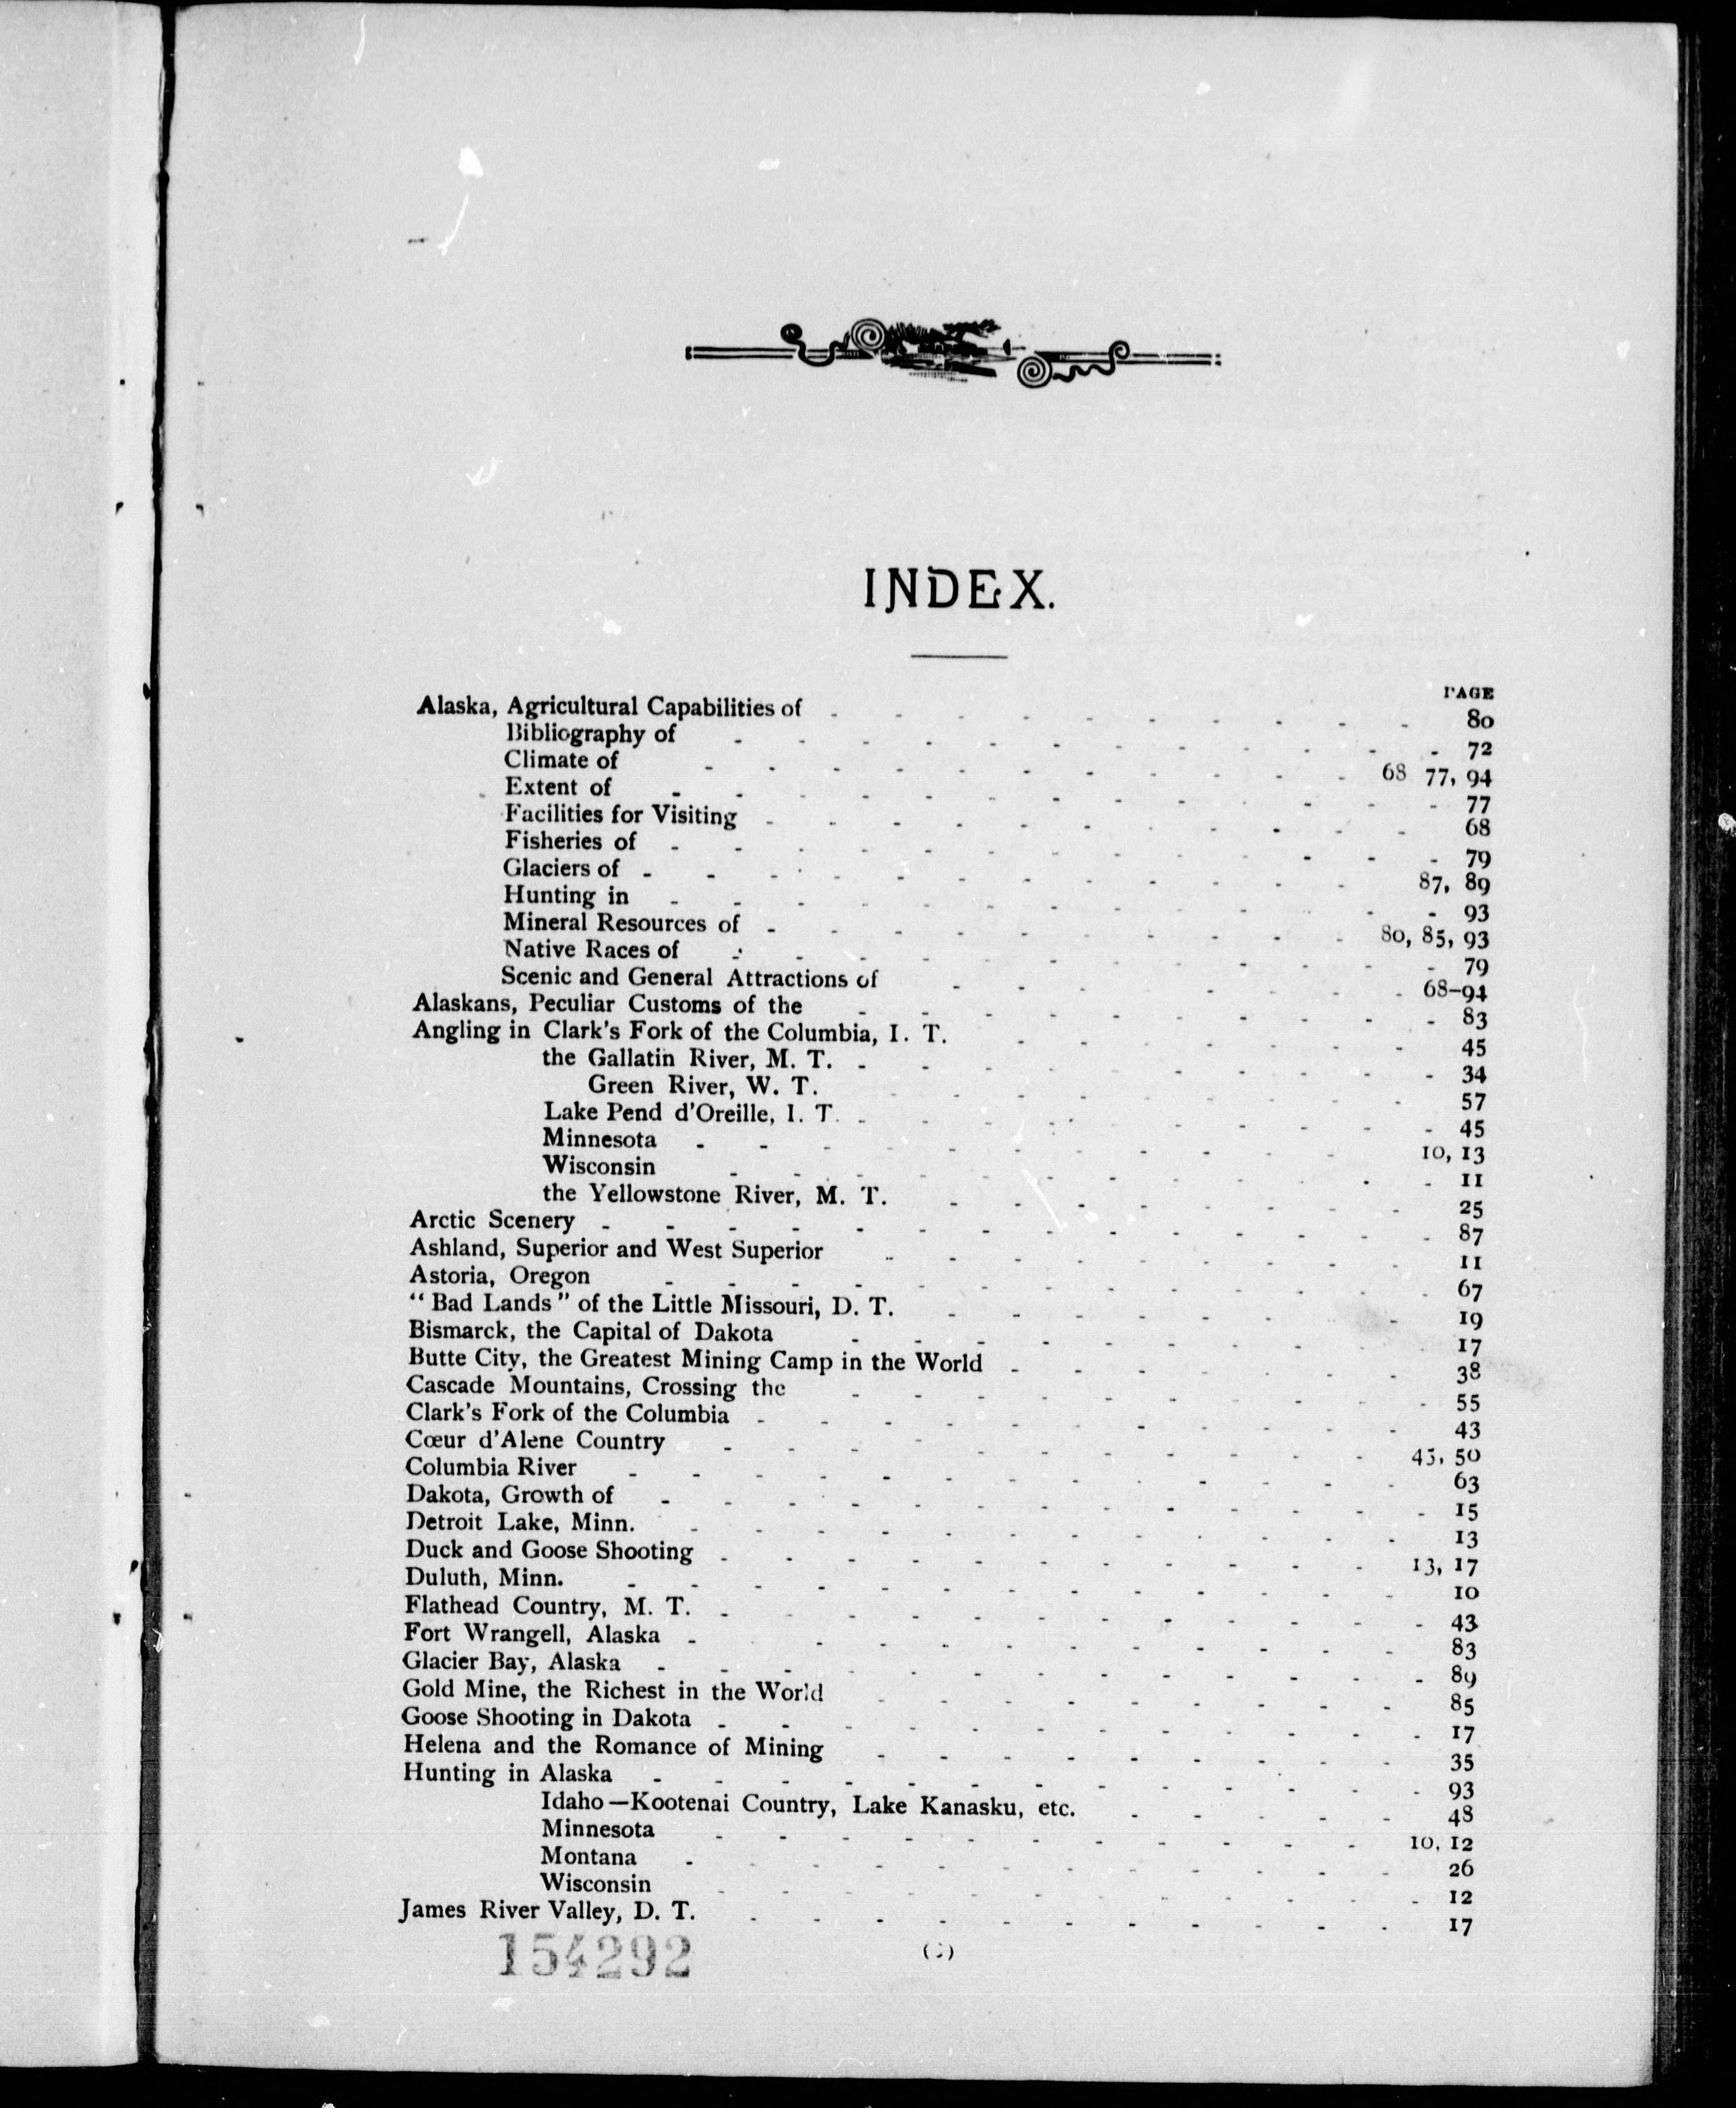 INDEX.
PAGE
Alaska, Agricultural Capabilities of - - - - - - - - - - 80
Bibliography of - - - - - - - - - - - - 72
Climate of - - - - - - - - - - - 68 77, 94
Extent of - - - - - - - - - - - - - 77
Facilities for Visiting - - - - - - - - - - - 68
Fisheries of - - - - - - - - - - - - - 79
Glaciers of - - - - - - - - - - - - 87, 89
Hunting in - - - - - - - - - - - - - 93
Mineral Resources of - - - - - - - - - - 80, 85, 93
Native Races of - - - - - - - - - - - - 79
Scenic and General Attractions of - - - - - - - - 68-94
Alaskans, Peculiar Customs of the - - - - - - - - - - 83
Angling in Clark's Fork of the Columbia, I. T. - - - - - - - 45
the Gallatin River, M. T. - - - - - - - - - - 34
Green River, W. T. - - - - - - - - - 57
Lake Pend d'Oreille, I. T. - - - - - - - - - - 45
Minnesota - - - - - - - - - - - 10, 13
Wisconsin - - - - - - - - - - - - 11
the Yellowstone River, M. T. - - - - - - - - 25
Arctic Scenery - - - - - - - - - - - - - - 87
Ashland, Superior and West Superior - - - - - - - - - 11
Astoria, Oregon - - - - - - - - - - - - - 67
" Bad Lands " of the Little Missouri, D. T. - - - - - - - - 19
Bismarck, the Capital of Dakota - - - - - - - - - - 17
Butte City, the Greatest Mining Camp in the World - - - - - - - 38
Cascade Mountains, Crossing the - - - - - - - - - - 55
Clark's Fork of the Columbia - - - - - - - - - - - 43
Cœur d'Alene Country - - - - - - - - - - - 45, 50
Columbia River - - - - - - - - - - - - - 63
Dakota, Growth of - - - - - - - - - - - - - 15
Detroit Lake, Minn. - - - - - - - - - - - - 13
Duck and Goose Shooting - - - - - - - - - - - 13, 17
Duluth, Minn. - - - - - - - - - - - - - 10
Flathead Country, M. T. - - - - - - - - - - - - 43
Fort Wrangell, Alaska - - - - - - - - - - - - 83
Glacier Bay, Alaska - - - - - - - - - - - - - 89
Gold Mine, the Richest in the World - - - - - - - - - 85
Goose Shooting in Dakota - - - - - - - - - - - - 17
Helena and the Romance of Mining - - - - - - - - - 35
Hunting in Alaska - - - - - - - - - - - - - 93
Idaho—Kootenai Country, Lake Kanasku, etc. - - - - - 48
Minnesota - - - - - - - - - - - 10, 12
Montana - - - - - - - - - - - - 26
Wisconsin - - - - - - - - - - - - 12
James River Valley, D. T. - - - - - - - - - - - 17
154292